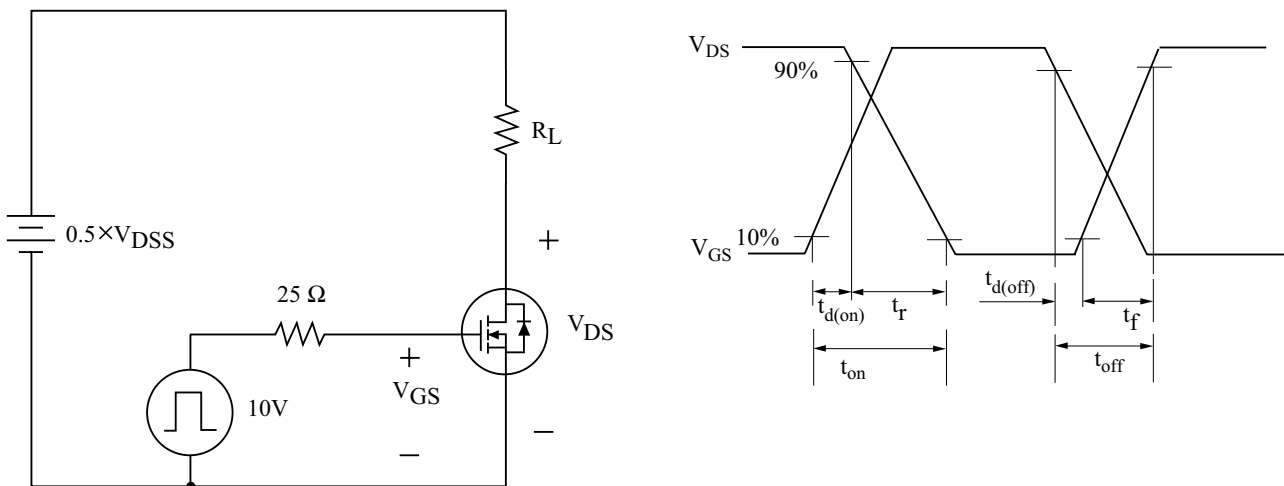 R_L
0.5×V_DSS
+
25 Ω
V_DS
+
V_GS
10V
−
−
V_DS
90%
10%
V_GS
t_d(on)
t_r
t_d(off)
t_f
t_on
t_off